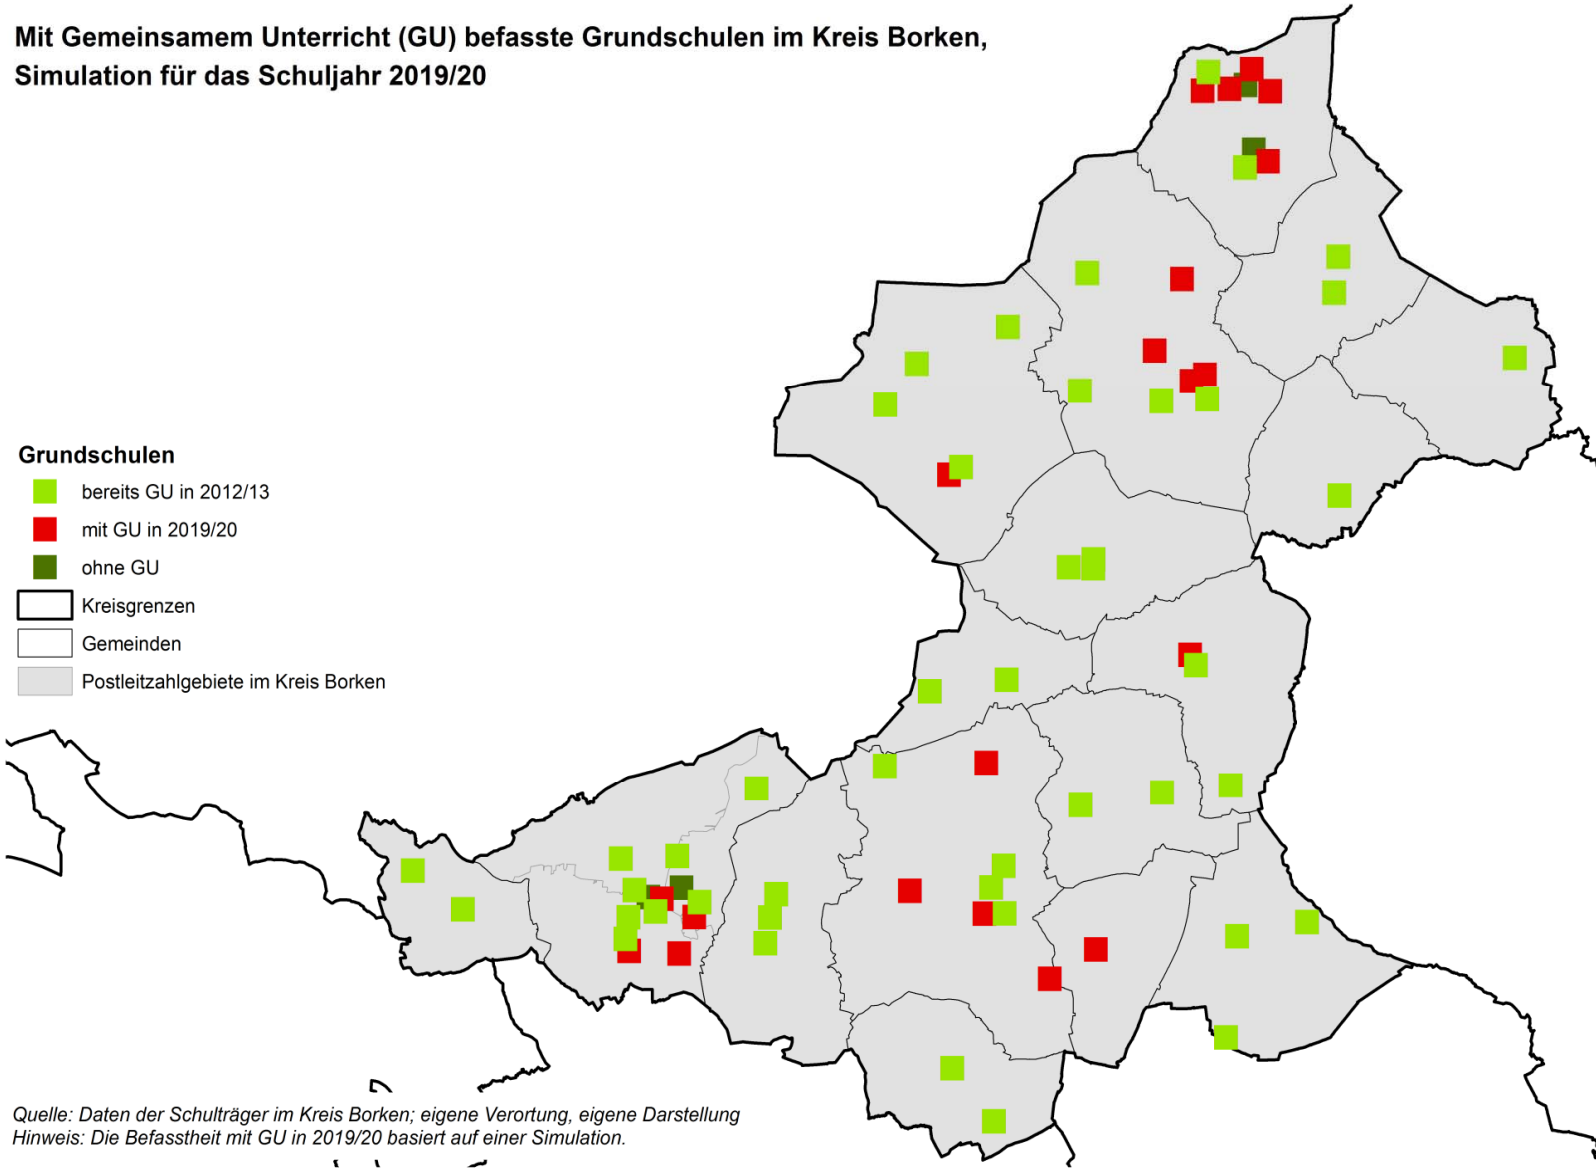 Mit Gemeinsamem Unterricht (GU) befasste Grundschulen im Kreis Borken,
Simulation für das Schuljahr 2019/20
Grundschulen
bereits GU in 2012/13
mit GU in 2019/20
ohne GU
Kreisgrenzen
Gemeinden
Postleitzahlgebiete im Kreis Borken
Quelle: Daten der Schulträger im Kreis Borken; eigene Verortung, eigene Darstellung
Hinweis: Die Befasstheit mit GU in 2019/20 basiert auf einer Simulation.